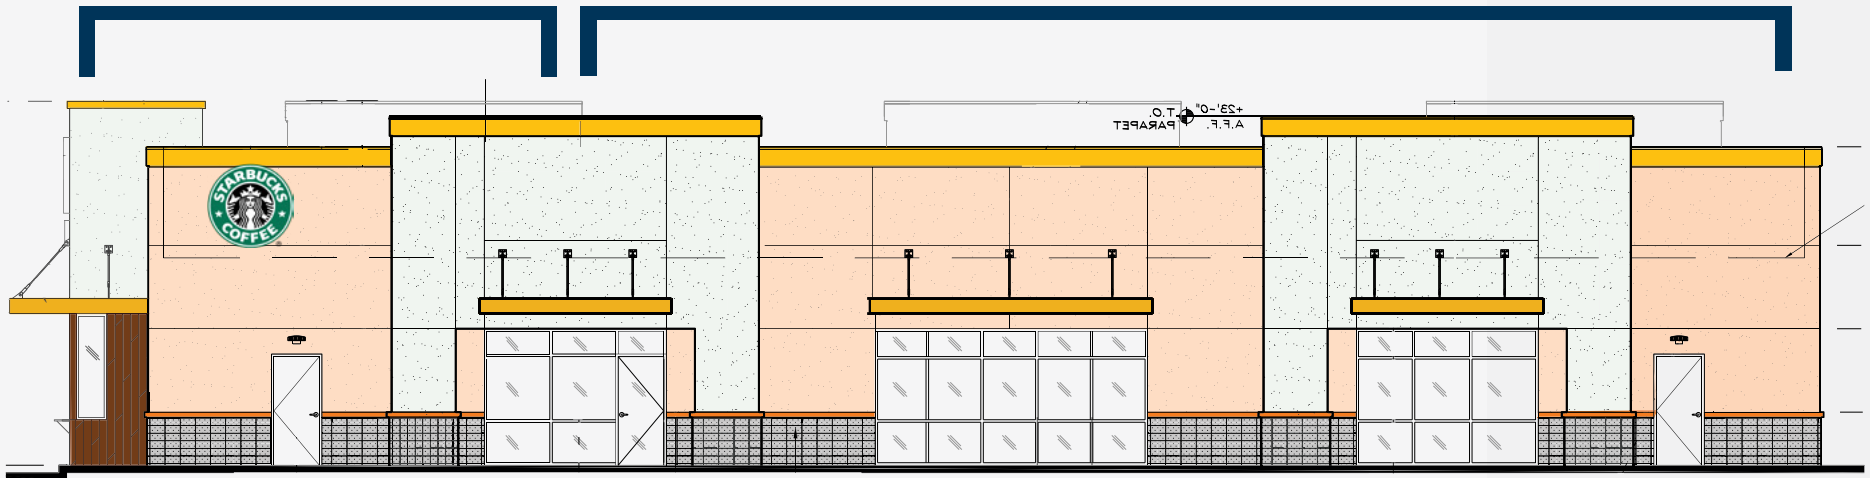 STARBUCKS
COFFEE
T.O.
PARAPET
+23'-0"
A.F.F.